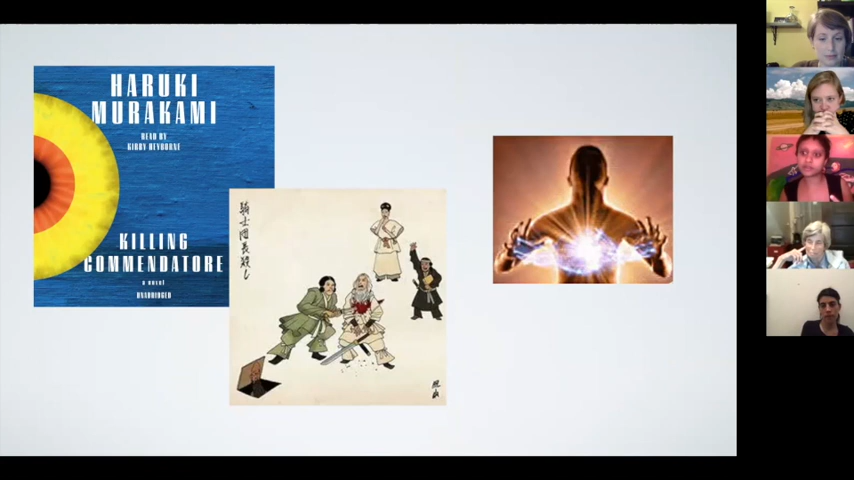 HARUKI
MURAKAMI
READ BY
KIRBY HEYBORNE
KILLING
COMMENDATORE
a novel
UNABRIDGED
騎士団長殺し